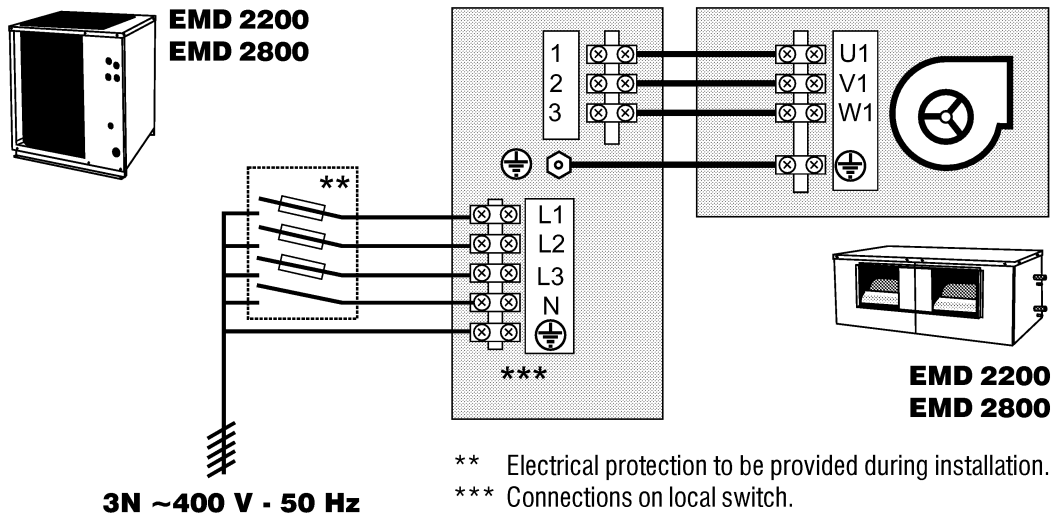 EMD 2200
EMD 2800
1
2
3
U1
V1
W1
**
L1
L2
L3
N
***
EMD 2200
EMD 2800
** Electrical protection to be provided during installation.
*** Connections on local switch.
3N ~400 V - 50 Hz